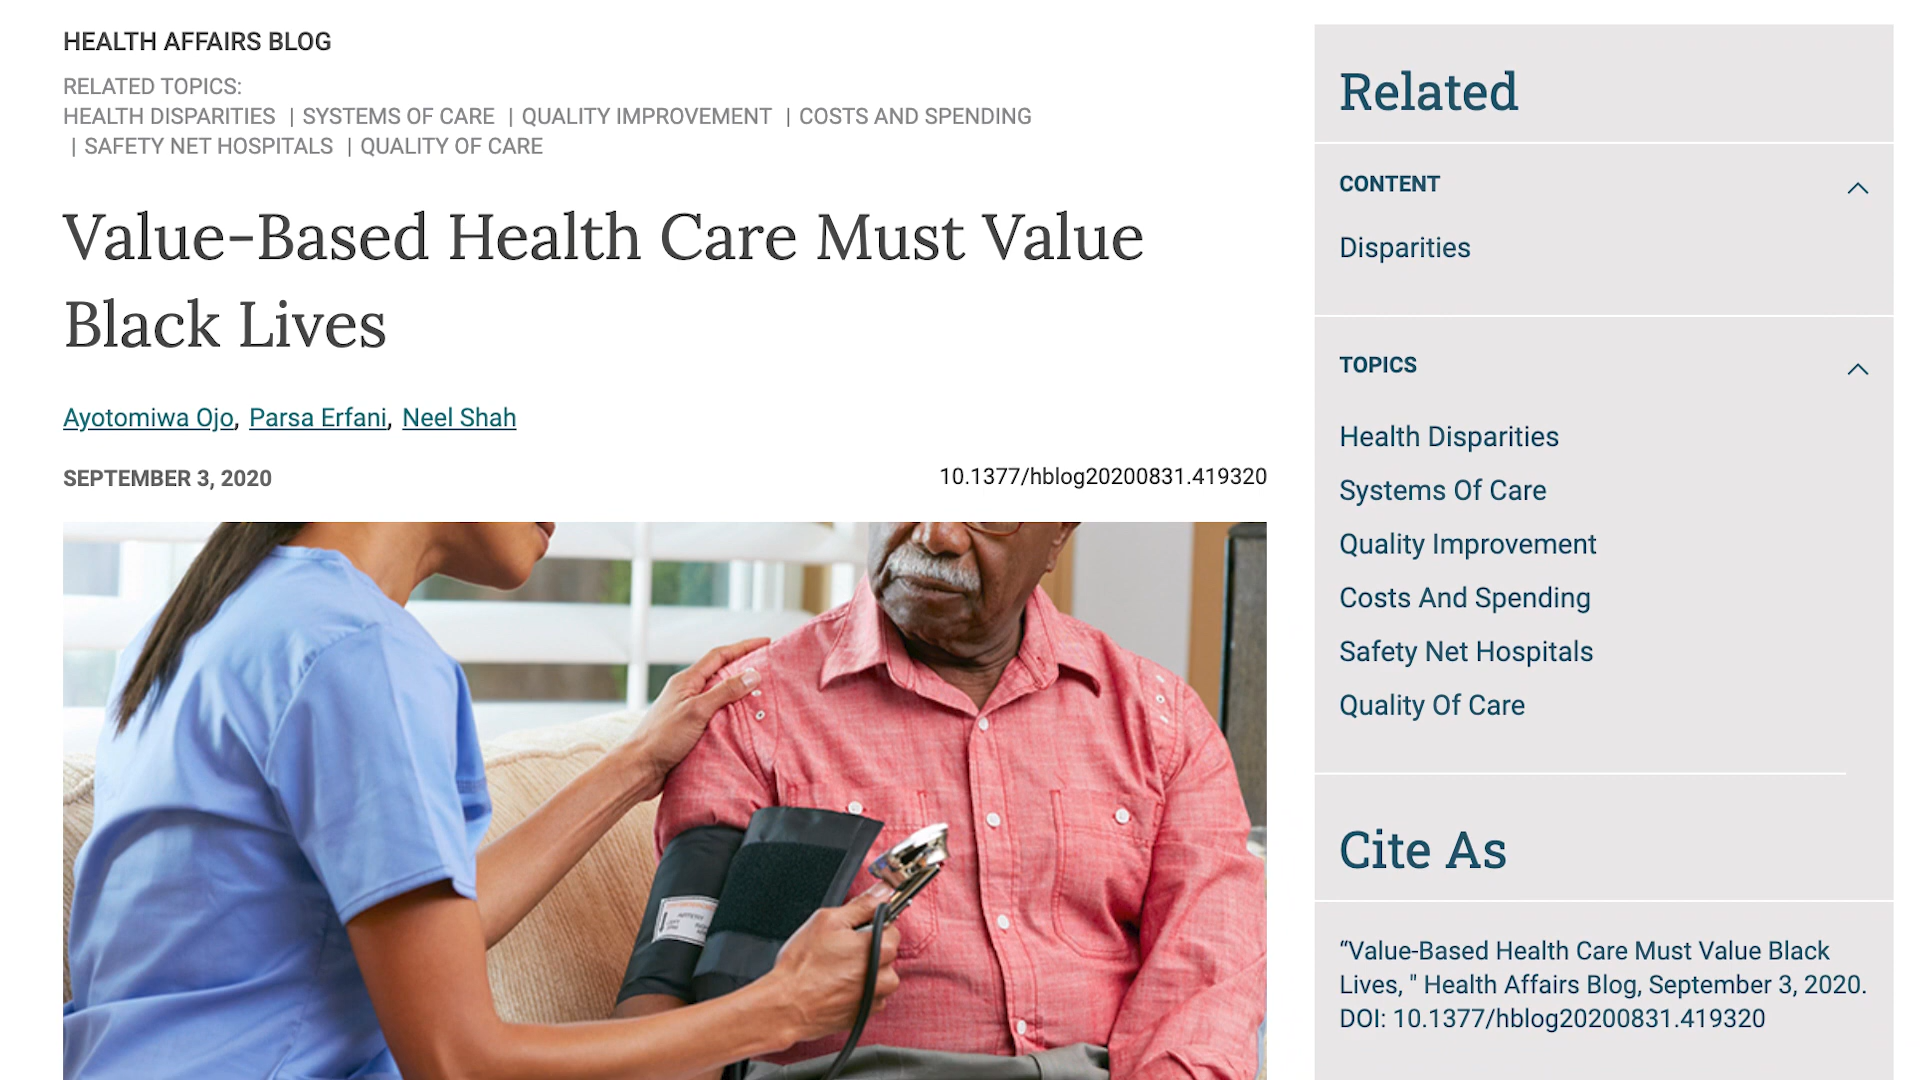 HEALTH AFFAIRS BLOG
RELATED TOPICS:
HEALTH DISPARITIES | SYSTEMS OF CARE | QUALITY IMPROVEMENT | COSTS AND SPENDING
| SAFETY NET HOSPITALS | QUALITY OF CARE
Value-Based Health Care Must Value
Black Lives
Ayotomiwa Ojo, Parsa Erfani, Neel Shah
SEPTEMBER 3, 2020
10.1377/hblog20200831.419320
Related
CONTENT
Disparities
TOPICS
Health Disparities
Systems Of Care
Quality Improvement
Costs And Spending
Safety Net Hospitals
Quality Of Care
Cite As
“Value-Based Health Care Must Value Black
Lives, " Health Affairs Blog, September 3, 2020.
DOI: 10.1377/hblog20200831.419320